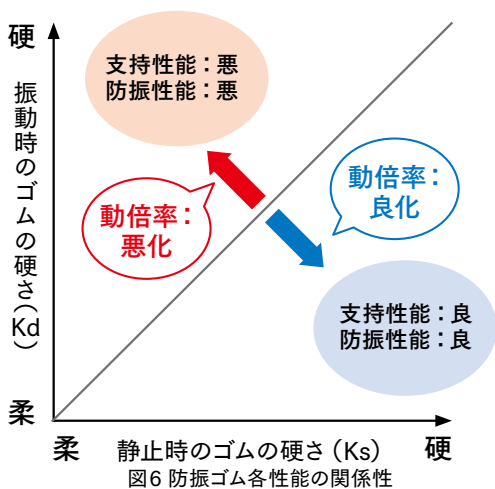 硬
振動時のゴムの硬さ(Kd)
柔
支持性能：悪
防振性能：悪
動倍率：
悪化
動倍率：
良化
支持性能：良
防振性能：良
柔
静止時のゴムの硬さ（Ks）
硬
図6 防振ゴム各性能の関係性